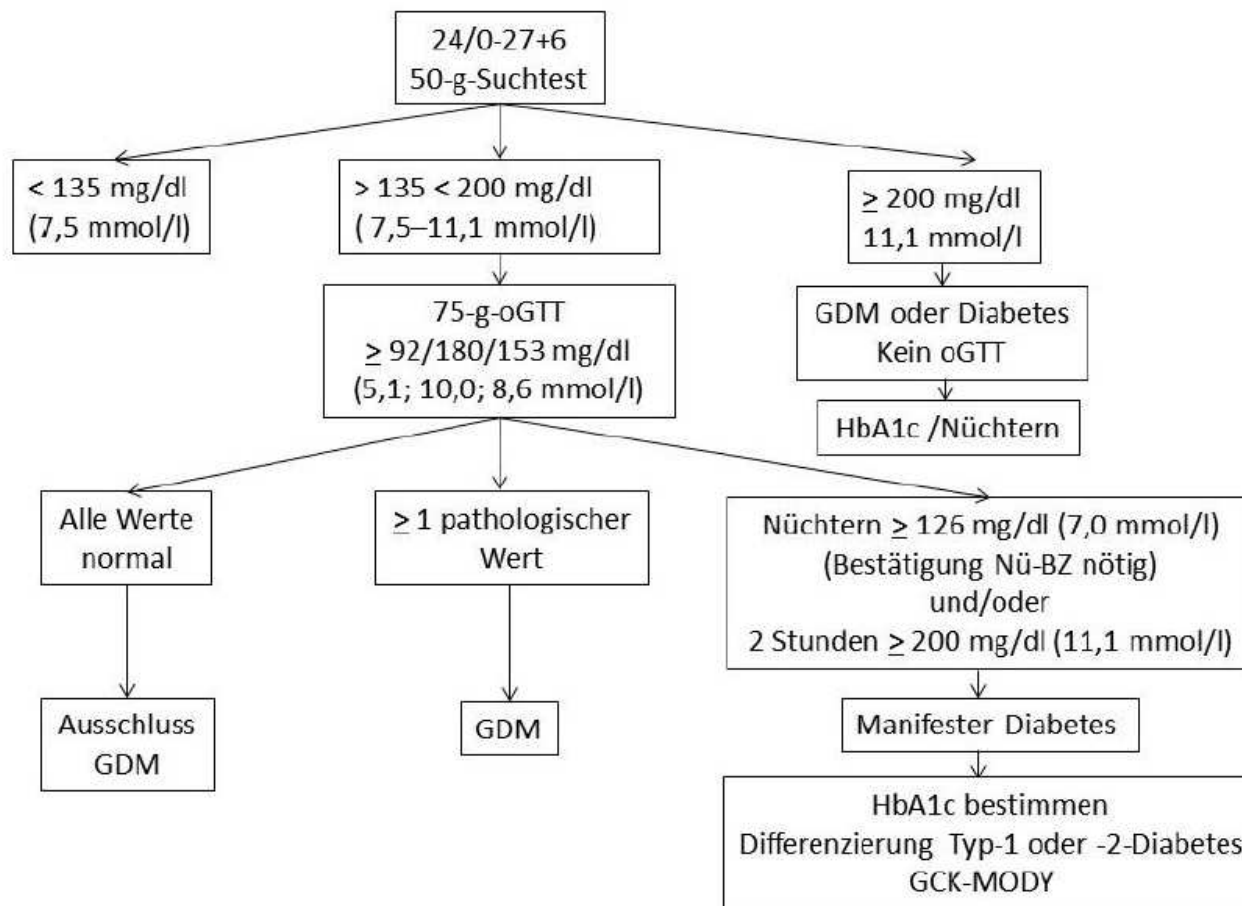 24/0-27+6
50-g-Suchtest
< 135 mg/dl
(7,5 mmol/l)
> 135 < 200 mg/dl
( 7,5–11,1 mmol/l)
≥ 200 mg/dl
11,1 mmol/l
75-g-oGTT
≥ 92/180/153 mg/dl
(5,1; 10,0; 8,6 mmol/l)
GDM oder Diabetes
Kein oGTT
HbA1c /Nüchtern
Alle Werte
normal
≥ 1 pathologischer
Wert
Nüchtern ≥ 126 mg/dl (7,0 mmol/l)
(Bestätigung Nü-BZ nötig)
und/oder
2 Stunden ≥ 200 mg/dl (11,1 mmol/l)
Ausschluss
GDM
GDM
Manifester Diabetes
HbA1c bestimmen
Differenzierung Typ-1 oder -2-Diabetes
GCK-MODY